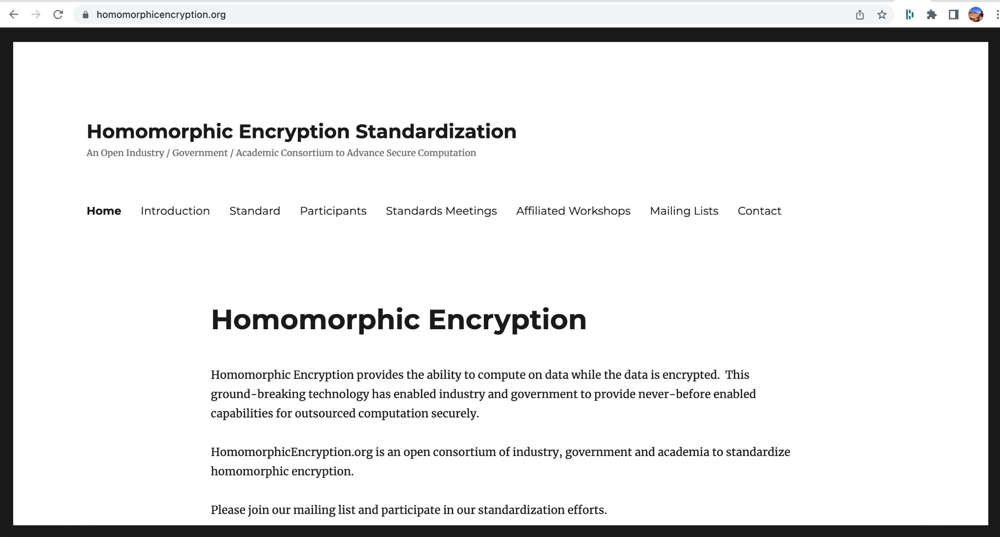 homomorphicencryption.org
Homomorphic Encryption Standardization
An Open Industry / Government / Academic Consortium to Advance Secure Computation
Home Introduction Standard Participants Standards Meetings Affiliated Workshops Mailing Lists Contact
Homomorphic Encryption
Homomorphic Encryption provides the ability to compute on data while the data is encrypted.  This
ground-breaking technology has enabled industry and government to provide never-before enabled
capabilities for outsourced computation securely.
HomomorphicEncryption.org is an open consortium of industry, government and academia to standardize
homomorphic encryption.
Please join our mailing list and participate in our standardization efforts.